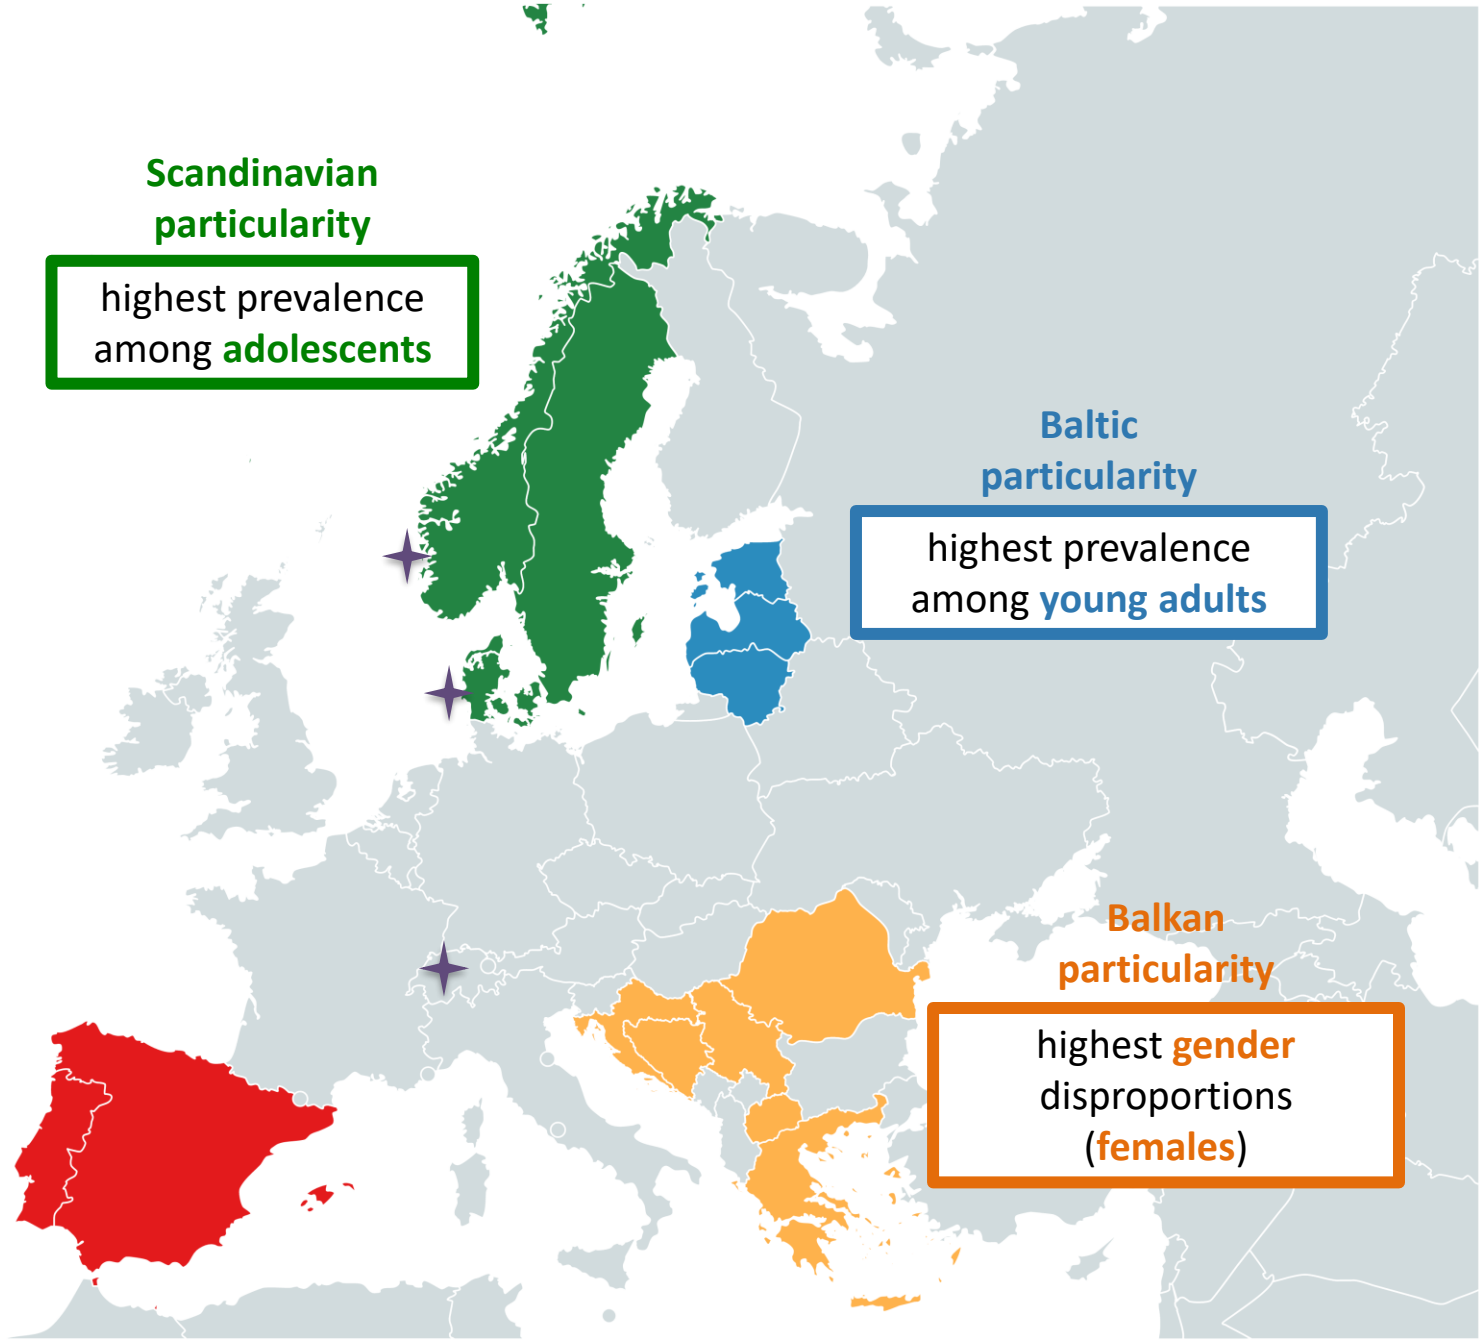 Scandinavian
particularity
highest prevalence
among adolescents
Baltic
particularity
highest prevalence
among young adults
Balkan
particularity
highest gender
disproportions
(females)